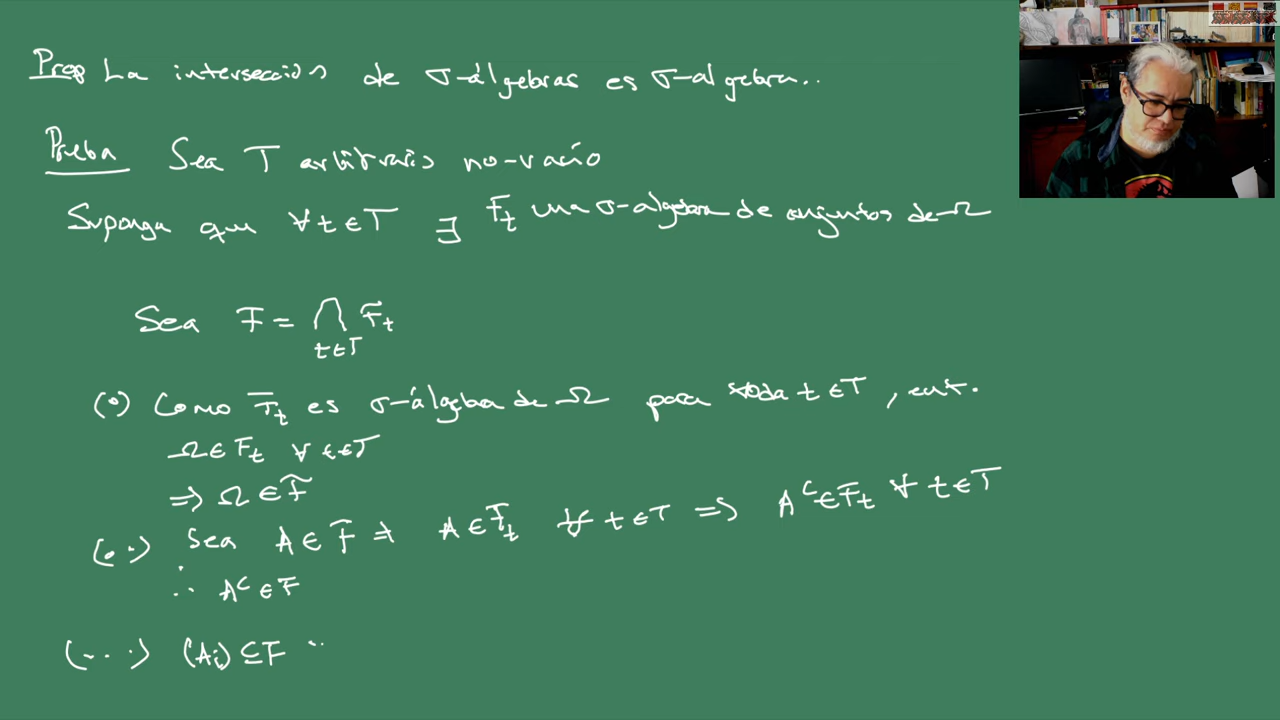 Prop La intersección de σ-álgebras es σ-algebra..
Prueba Sea T arbitrario no-vacío
Suponga que ∀ t ∈ T ∃ F_t una σ-algebra de conjuntos de Ω
Sea F = ⋂_{t∈T} F_t
(·) Como F_t es σ-álgebra de Ω para toda t ∈ T, ent.
Ω ∈ F_t ∀ t ∈ T
⇒ Ω ∈ F
(··) Sea A ∈ F ⇒ A ∈ F_t ∀ t ∈ T ⇒ A^c ∈ F_t ∀ t ∈ T
∴ A^c ∈ F
(···) (A_i) ⊆ F ··